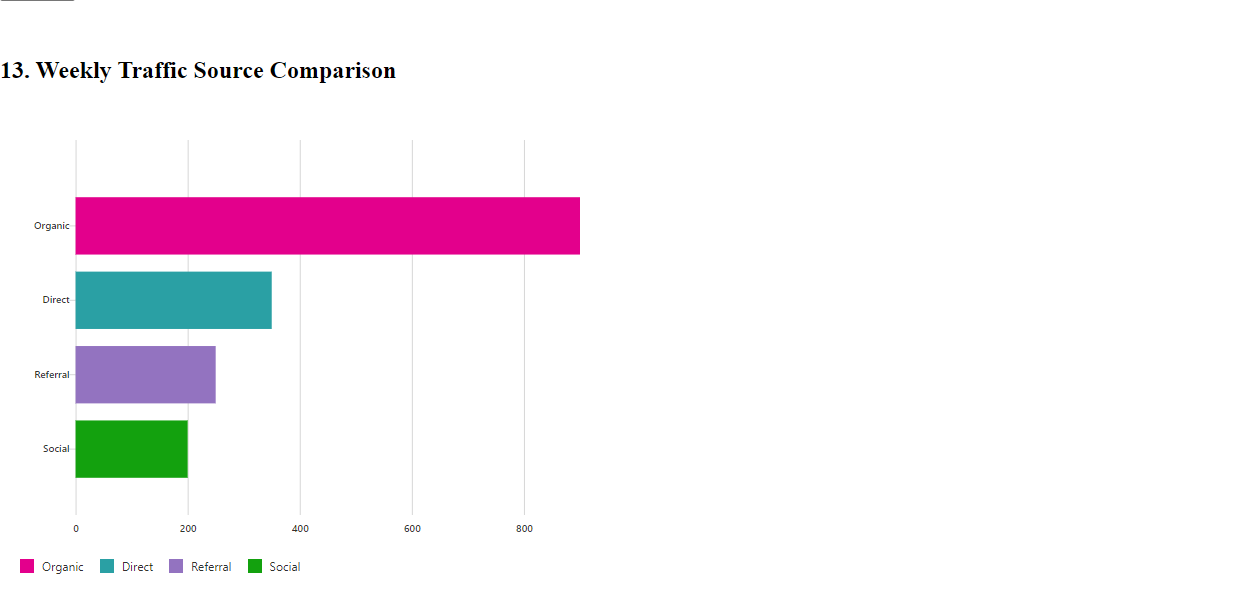 13. Weekly Traffic Source Comparison
Organic
Direct
Referral
Social
0 200 400 600 800
Organic Direct Referral Social